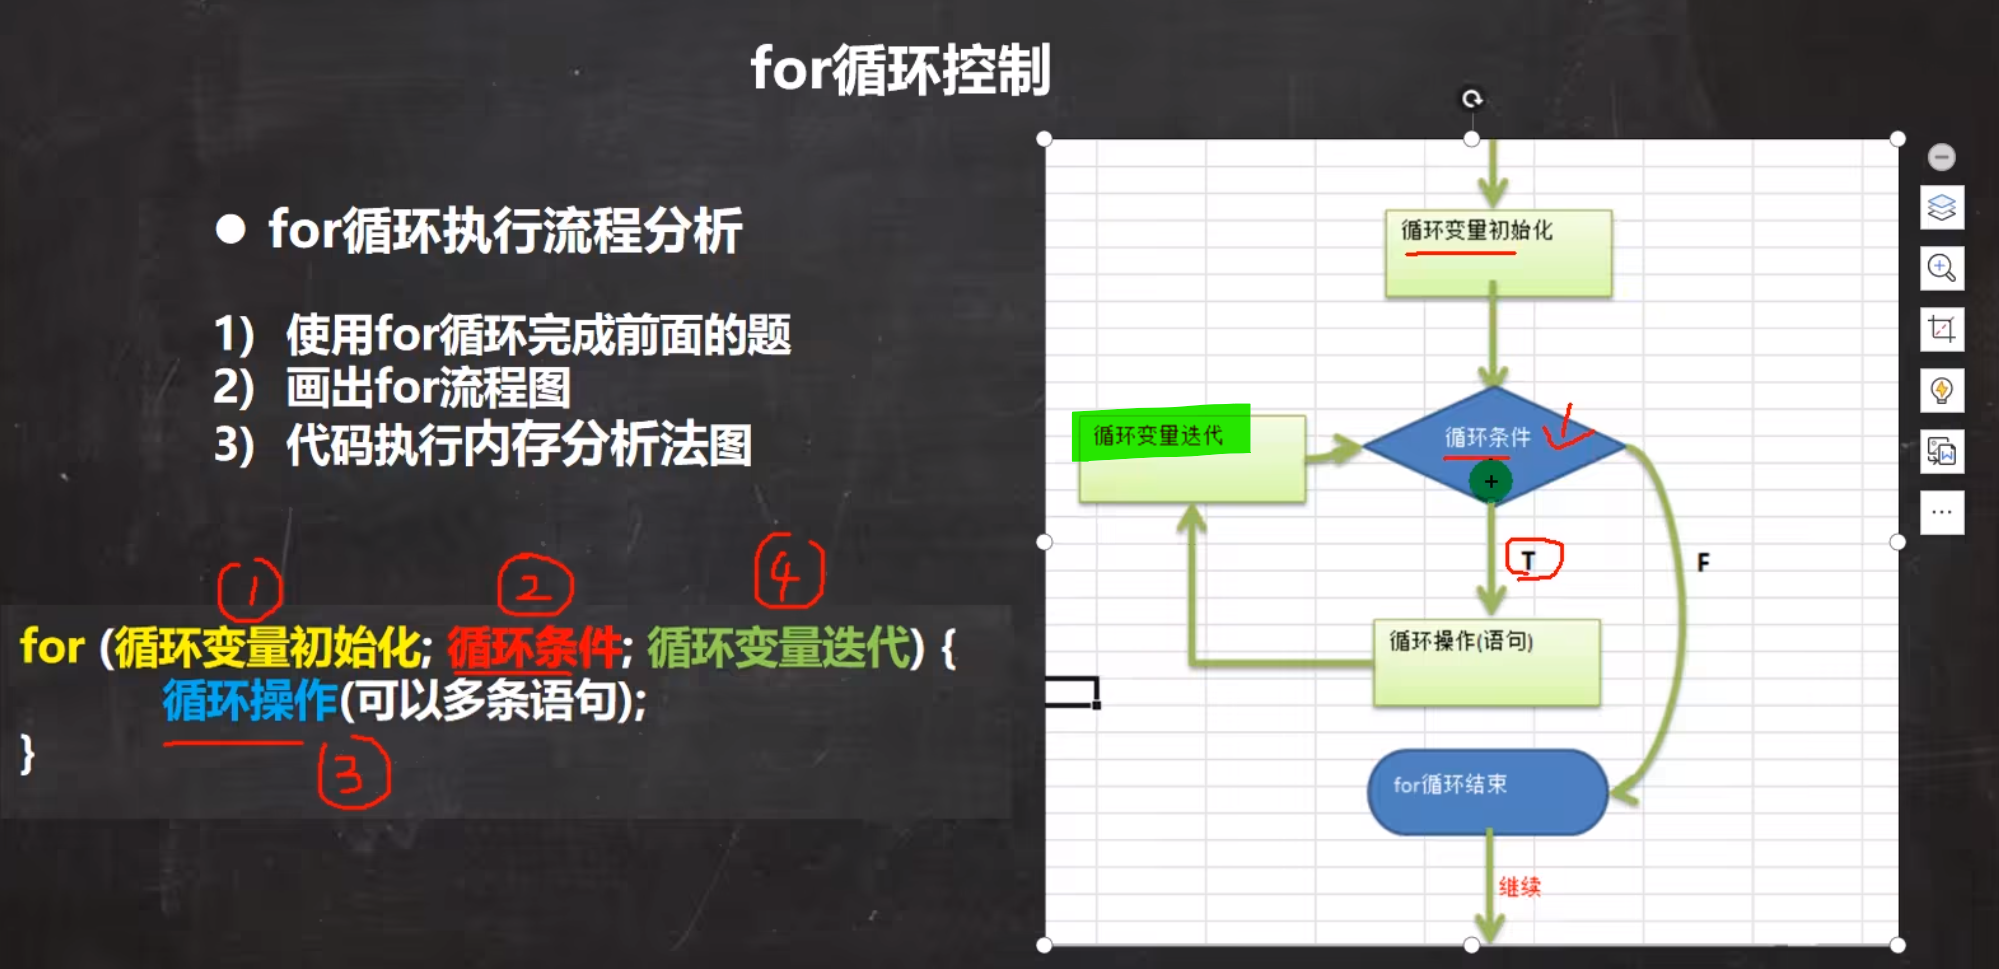 for循环控制
● for循环执行流程分析
1) 使用for循环完成前面的题
2) 画出for流程图
3) 代码执行内存分析法图
① ② ④
for (循环变量初始化; 循环条件; 循环变量迭代) {
循环操作(可以多条语句);
}
③
循环变量初始化
循环变量迭代
循环条件
T
F
循环操作(语句)
for循环结束
继续